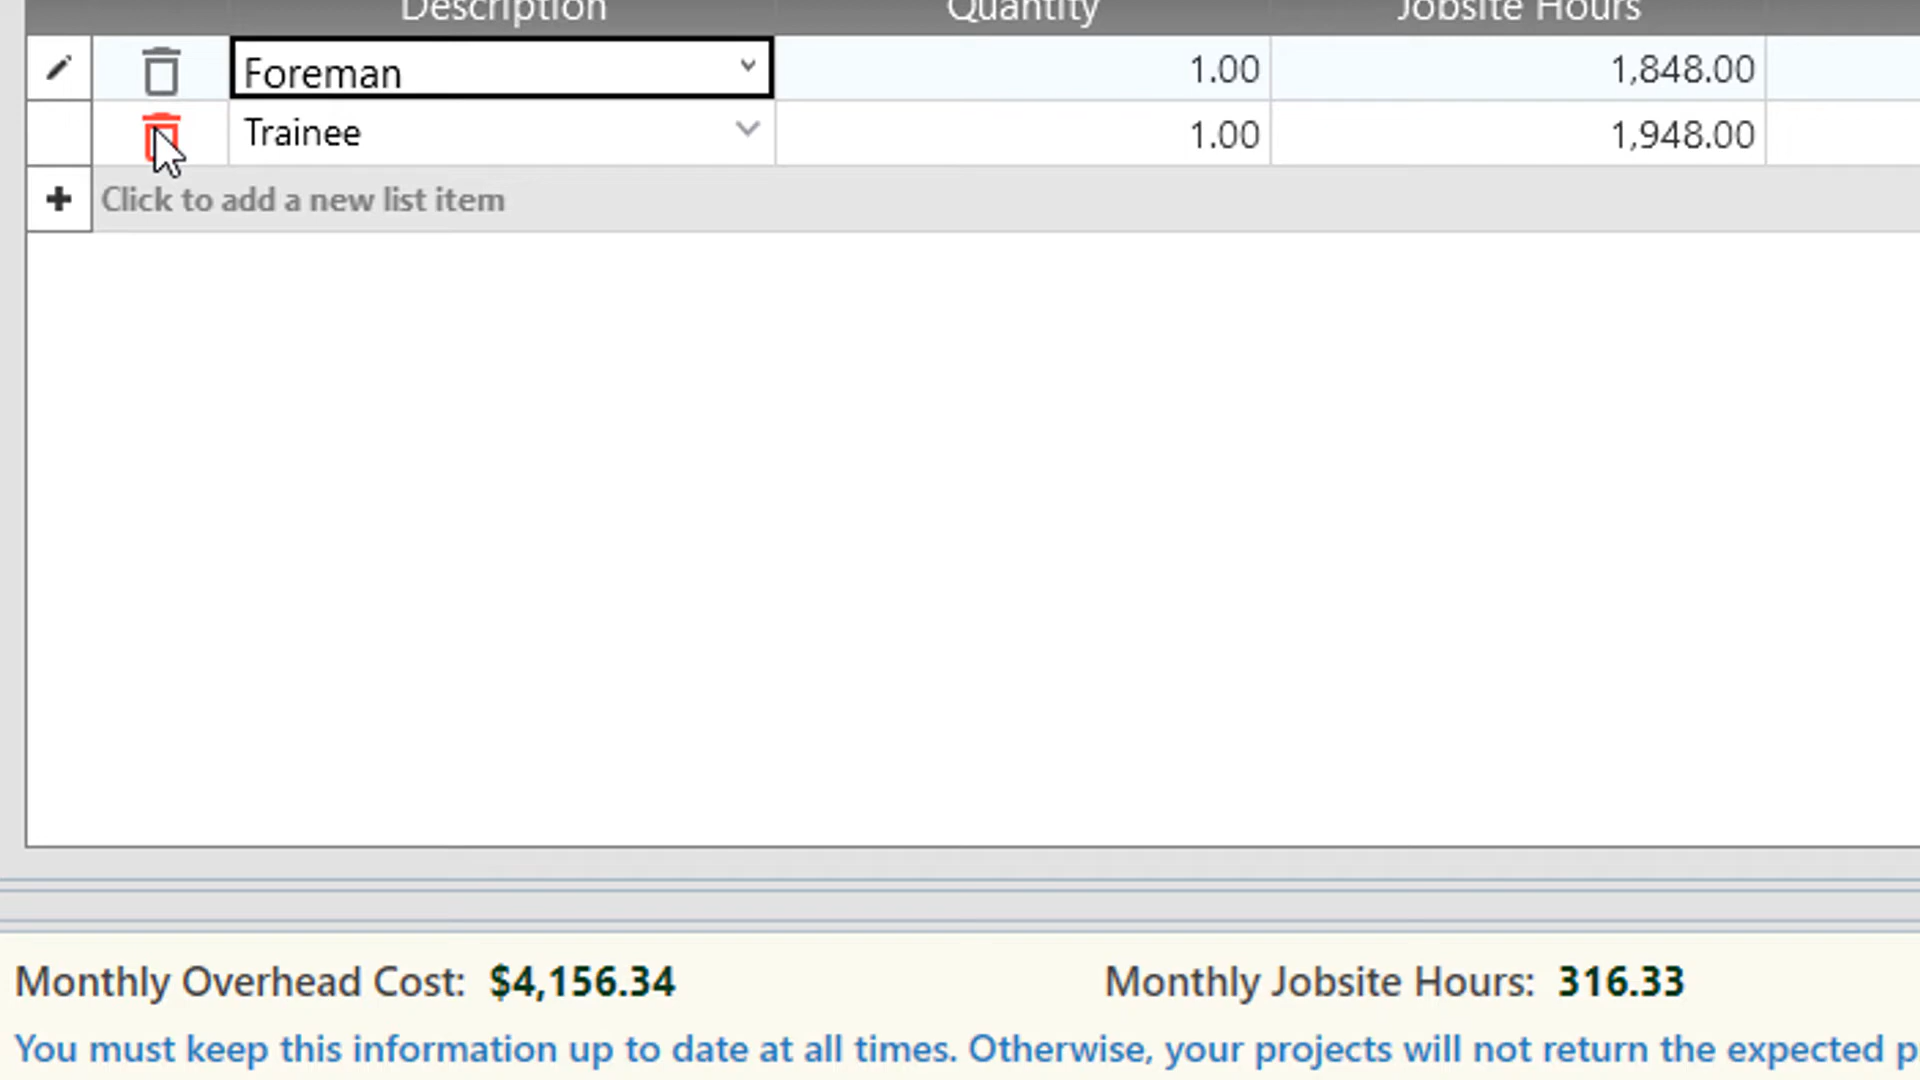 Description Quantity Jobsite Hours
Foreman 1.00 1,848.00
Trainee 1.00 1,948.00
Click to add a new list item
Monthly Overhead Cost: $4,156.34 Monthly Jobsite Hours: 316.33
You must keep this information up to date at all times. Otherwise, your projects will not return the expected